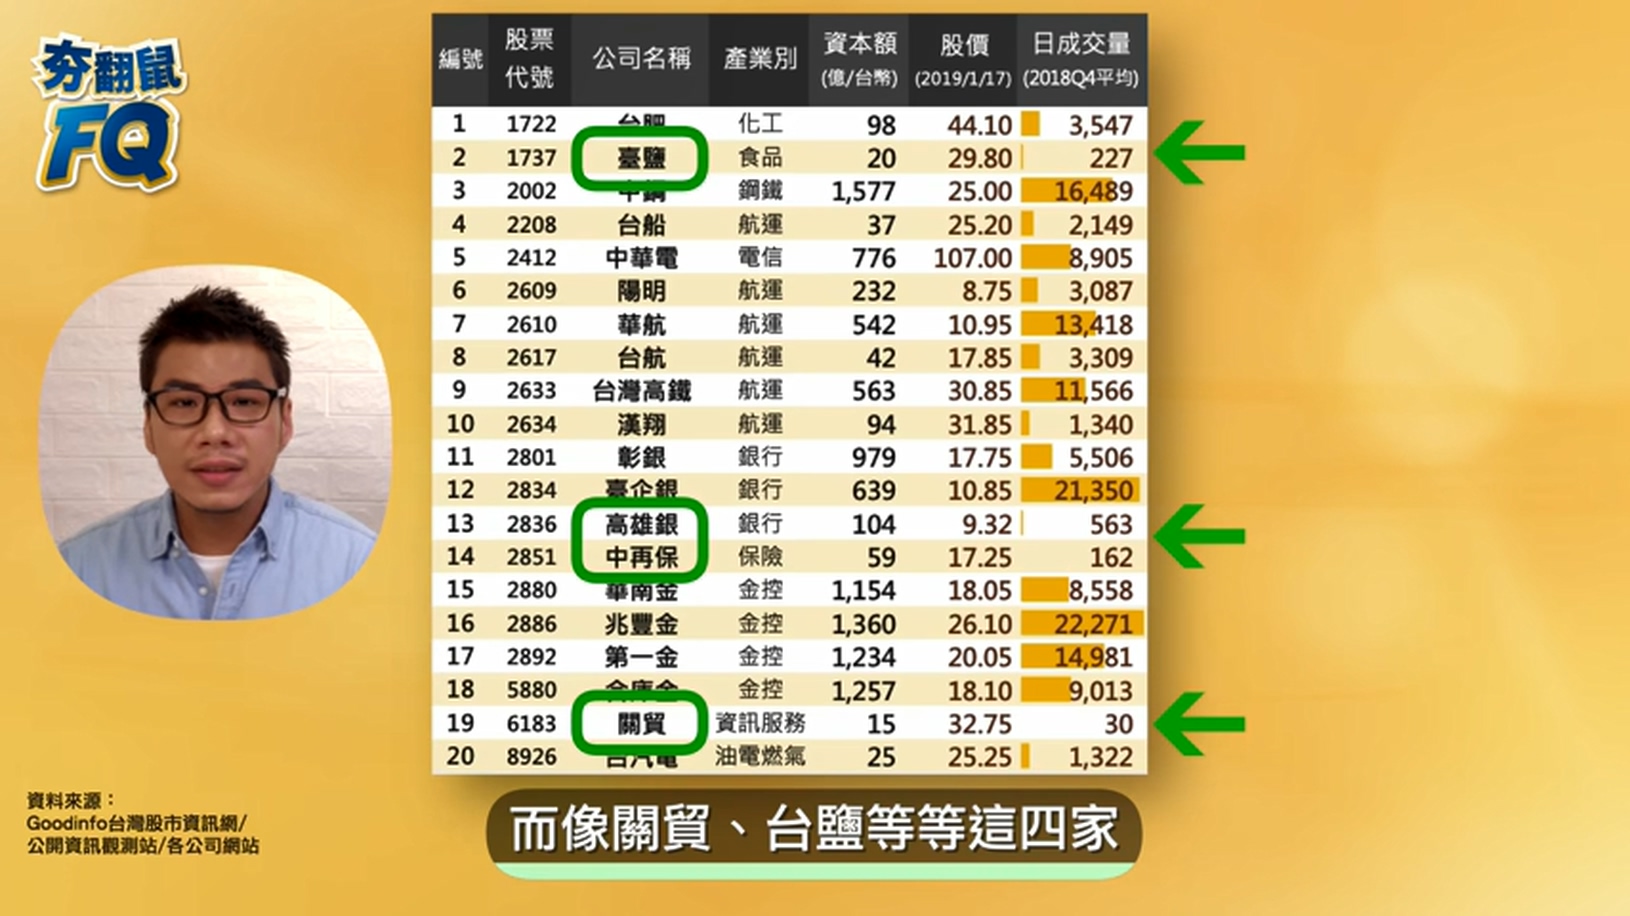 夯翻鼠
FQ
編號 股票代號 公司名稱 產業別 資本額(億/台幣) 股價(2019/1/17) 日成交量(2018Q4平均)
1 1722 台肥 化工 98 44.10 3,547
2 1737 臺鹽 食品 20 29.80 227
3 2002 中鋼 鋼鐵 1,577 25.00 16,489
4 2208 台船 航運 37 25.20 2,149
5 2412 中華電 電信 776 107.00 8,905
6 2609 陽明 航運 232 8.75 3,087
7 2610 華航 航運 542 10.95 13,418
8 2617 台航 航運 42 17.85 3,309
9 2633 台灣高鐵 航運 563 30.85 11,566
10 2634 漢翔 航運 94 31.85 1,340
11 2801 彰銀 銀行 979 17.75 5,506
12 2834 臺企銀 銀行 639 10.85 21,350
13 2836 高雄銀 銀行 104 9.32 563
14 2851 中再保 保險 59 17.25 162
15 2880 華南金 金控 1,154 18.05 8,558
16 2886 兆豐金 金控 1,360 26.10 22,271
17 2892 第一金 金控 1,234 20.05 14,981
18 5880 合庫金 金控 1,257 18.10 9,013
19 6183 關貿 資訊服務 15 32.75 30
20 8926 台汽電 油電燃氣 25 25.25 1,322
資料來源：
Goodinfo台灣股市資訊網/
公開資訊觀測站/各公司網站
而像關貿、台鹽等等這四家